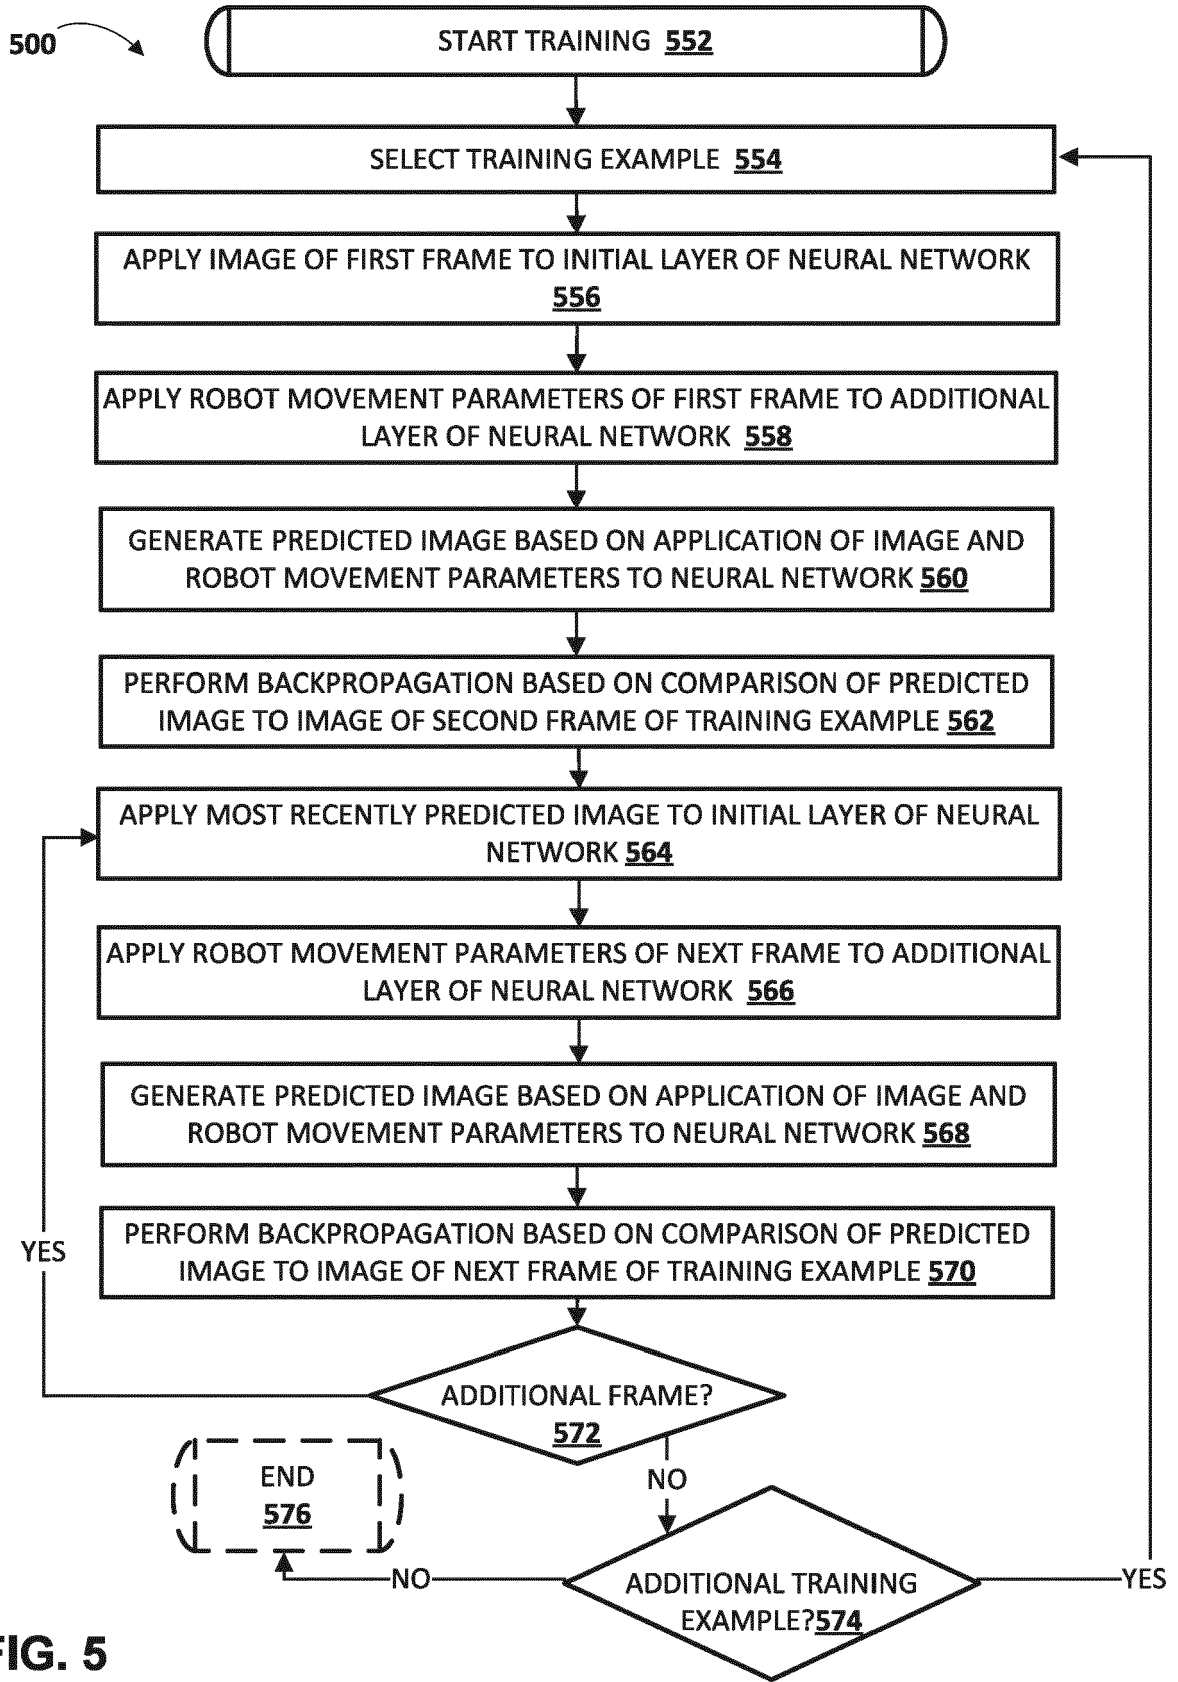 500
START TRAINING 552
SELECT TRAINING EXAMPLE 554
APPLY IMAGE OF FIRST FRAME TO INITIAL LAYER OF NEURAL NETWORK
556
APPLY ROBOT MOVEMENT PARAMETERS OF FIRST FRAME TO ADDITIONAL
LAYER OF NEURAL NETWORK 558
GENERATE PREDICTED IMAGE BASED ON APPLICATION OF IMAGE AND
ROBOT MOVEMENT PARAMETERS TO NEURAL NETWORK 560
PERFORM BACKPROPAGATION BASED ON COMPARISON OF PREDICTED
IMAGE TO IMAGE OF SECOND FRAME OF TRAINING EXAMPLE 562
APPLY MOST RECENTLY PREDICTED IMAGE TO INITIAL LAYER OF NEURAL
NETWORK 564
APPLY ROBOT MOVEMENT PARAMETERS OF NEXT FRAME TO ADDITIONAL
LAYER OF NEURAL NETWORK 566
GENERATE PREDICTED IMAGE BASED ON APPLICATION OF IMAGE AND
ROBOT MOVEMENT PARAMETERS TO NEURAL NETWORK 568
PERFORM BACKPROPAGATION BASED ON COMPARISON OF PREDICTED
IMAGE TO IMAGE OF NEXT FRAME OF TRAINING EXAMPLE 570
YES
ADDITIONAL FRAME?
572
NO
END
576
NO
ADDITIONAL TRAINING
EXAMPLE?574
YES
FIG. 5